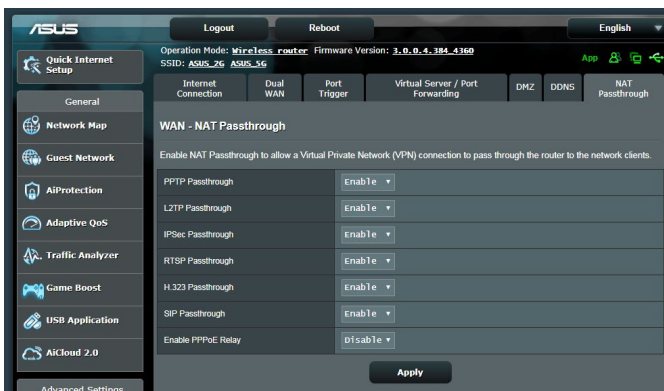 ASUS
Logout
Reboot
English
Quick Internet Setup
Operation Mode: Wireless router Firmware Version: 3.0.0.4.384_4360
SSID: ASUS_2G ASUS_5G
App
Internet Connection
Dual WAN
Port Trigger
Virtual Server / Port Forwarding
DMZ
DDNS
NAT Passthrough
General
Network Map
Guest Network
AiProtection
Adaptive QoS
Traffic Analyzer
Game Boost
USB Application
AiCloud 2.0
Advanced Settings
WAN - NAT Passthrough
Enable NAT Passthrough to allow a Virtual Private Network (VPN) connection to pass through the router to the network clients.
PPTP Passthrough Enable
L2TP Passthrough Enable
IPSec Passthrough Enable
RTSP Passthrough Enable
H.323 Passthrough Enable
SIP Passthrough Enable
Enable PPPoE Relay Disable
Apply